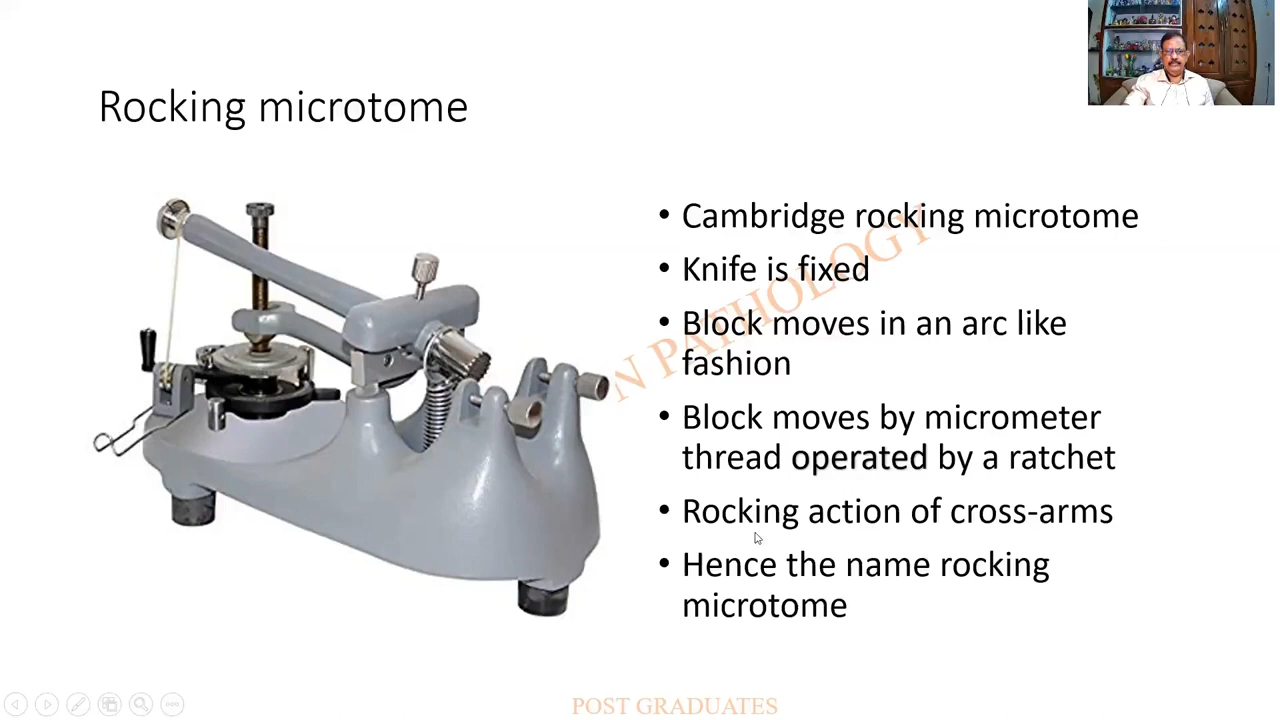 Rocking microtome
• Cambridge rocking microtome
• Knife is fixed
• Block moves in an arc like
fashion
• Block moves by micrometer
thread operated by a ratchet
• Rocking action of cross-arms
• Hence the name rocking
microtome
N PATHOLOGY
POST GRADUATES